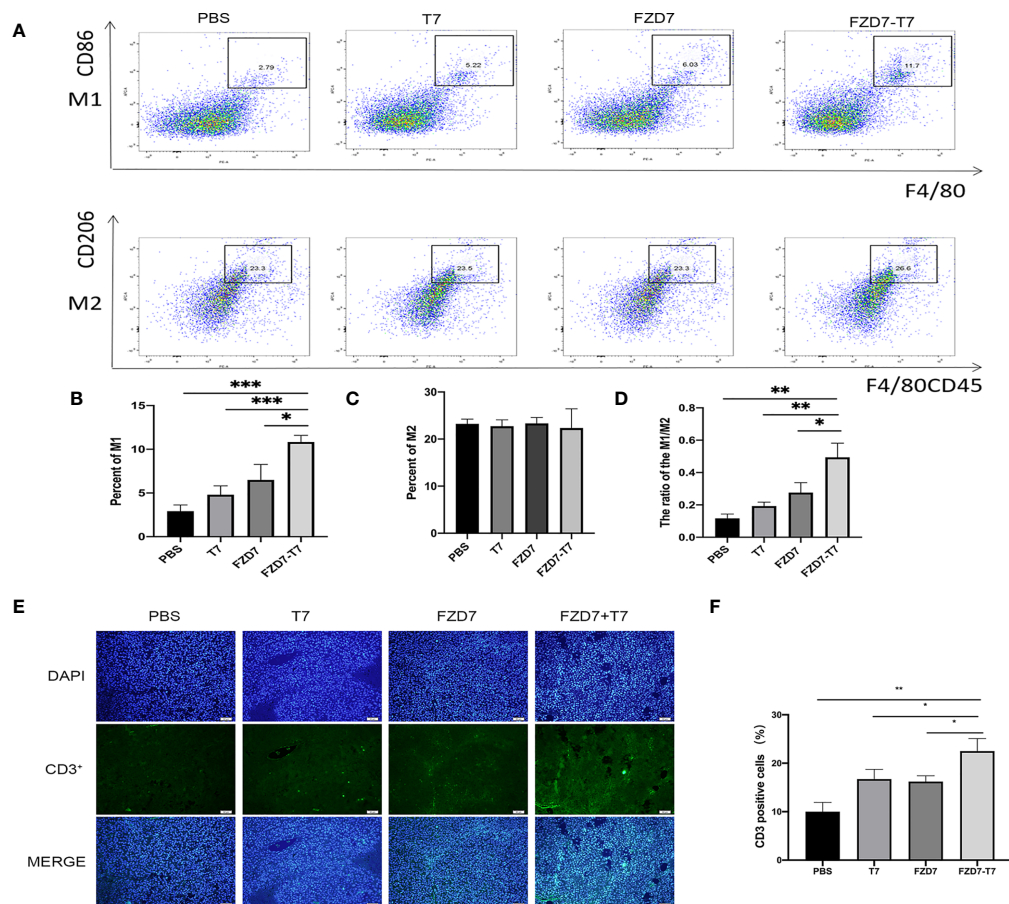 A
PBS T7 FZD7 FZD7-T7
CD86
M1
2.79 5.22 6.03 11.7
F4/80
CD206
M2
23.3 23.5 23.3 26.6
F4/80CD45
B
***
***
*
Percent of M1
15
10
5
0
PBS T7 FZD7 FZD7-T7
C
Percent of M2
30
20
10
0
PBS T7 FZD7 FZD7-T7
D
**
**
*
The ratio of the M1/M2
0.8
0.6
0.4
0.2
0.0
PBS T7 FZD7 FZD7-T7
E
PBS T7 FZD7 FZD7+T7
DAPI
CD3+
MERGE
F
**
*
*
CD3 positive cells (%)
30
20
10
0
PBS T7 FZD7 FZD7-T7